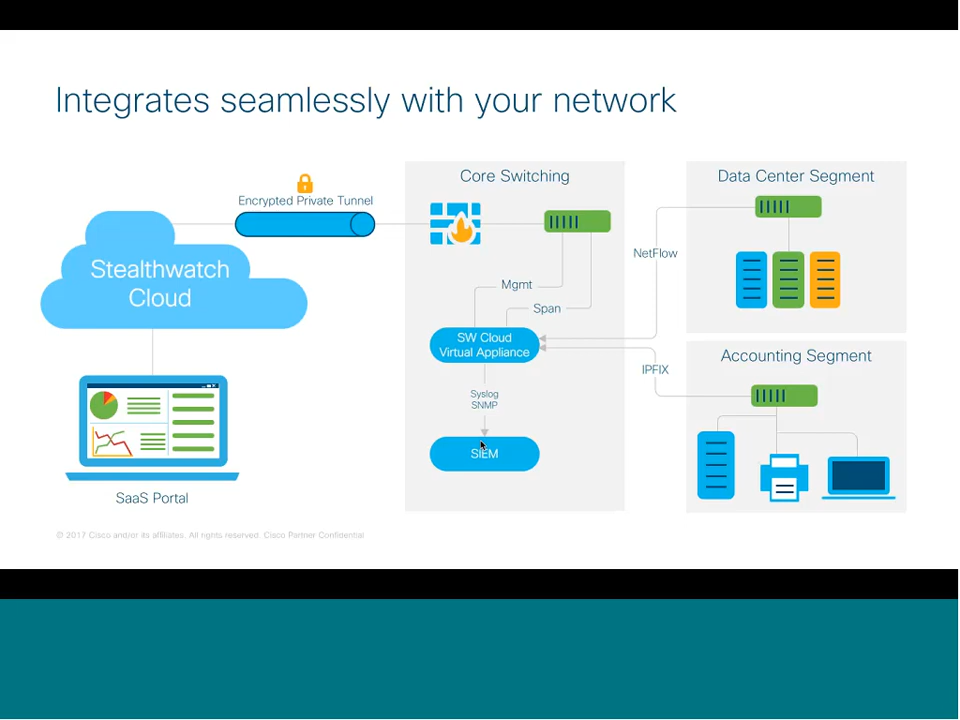 Integrates seamlessly with your network
Encrypted Private Tunnel
Stealthwatch
Cloud
SaaS Portal
Core Switching
Mgmt
Span
SW Cloud
Virtual Appliance
Syslog
SNMP
SIEM
NetFlow
IPFIX
Data Center Segment
Accounting Segment
© 2017 Cisco and/or its affiliates. All rights reserved. Cisco Partner Confidential